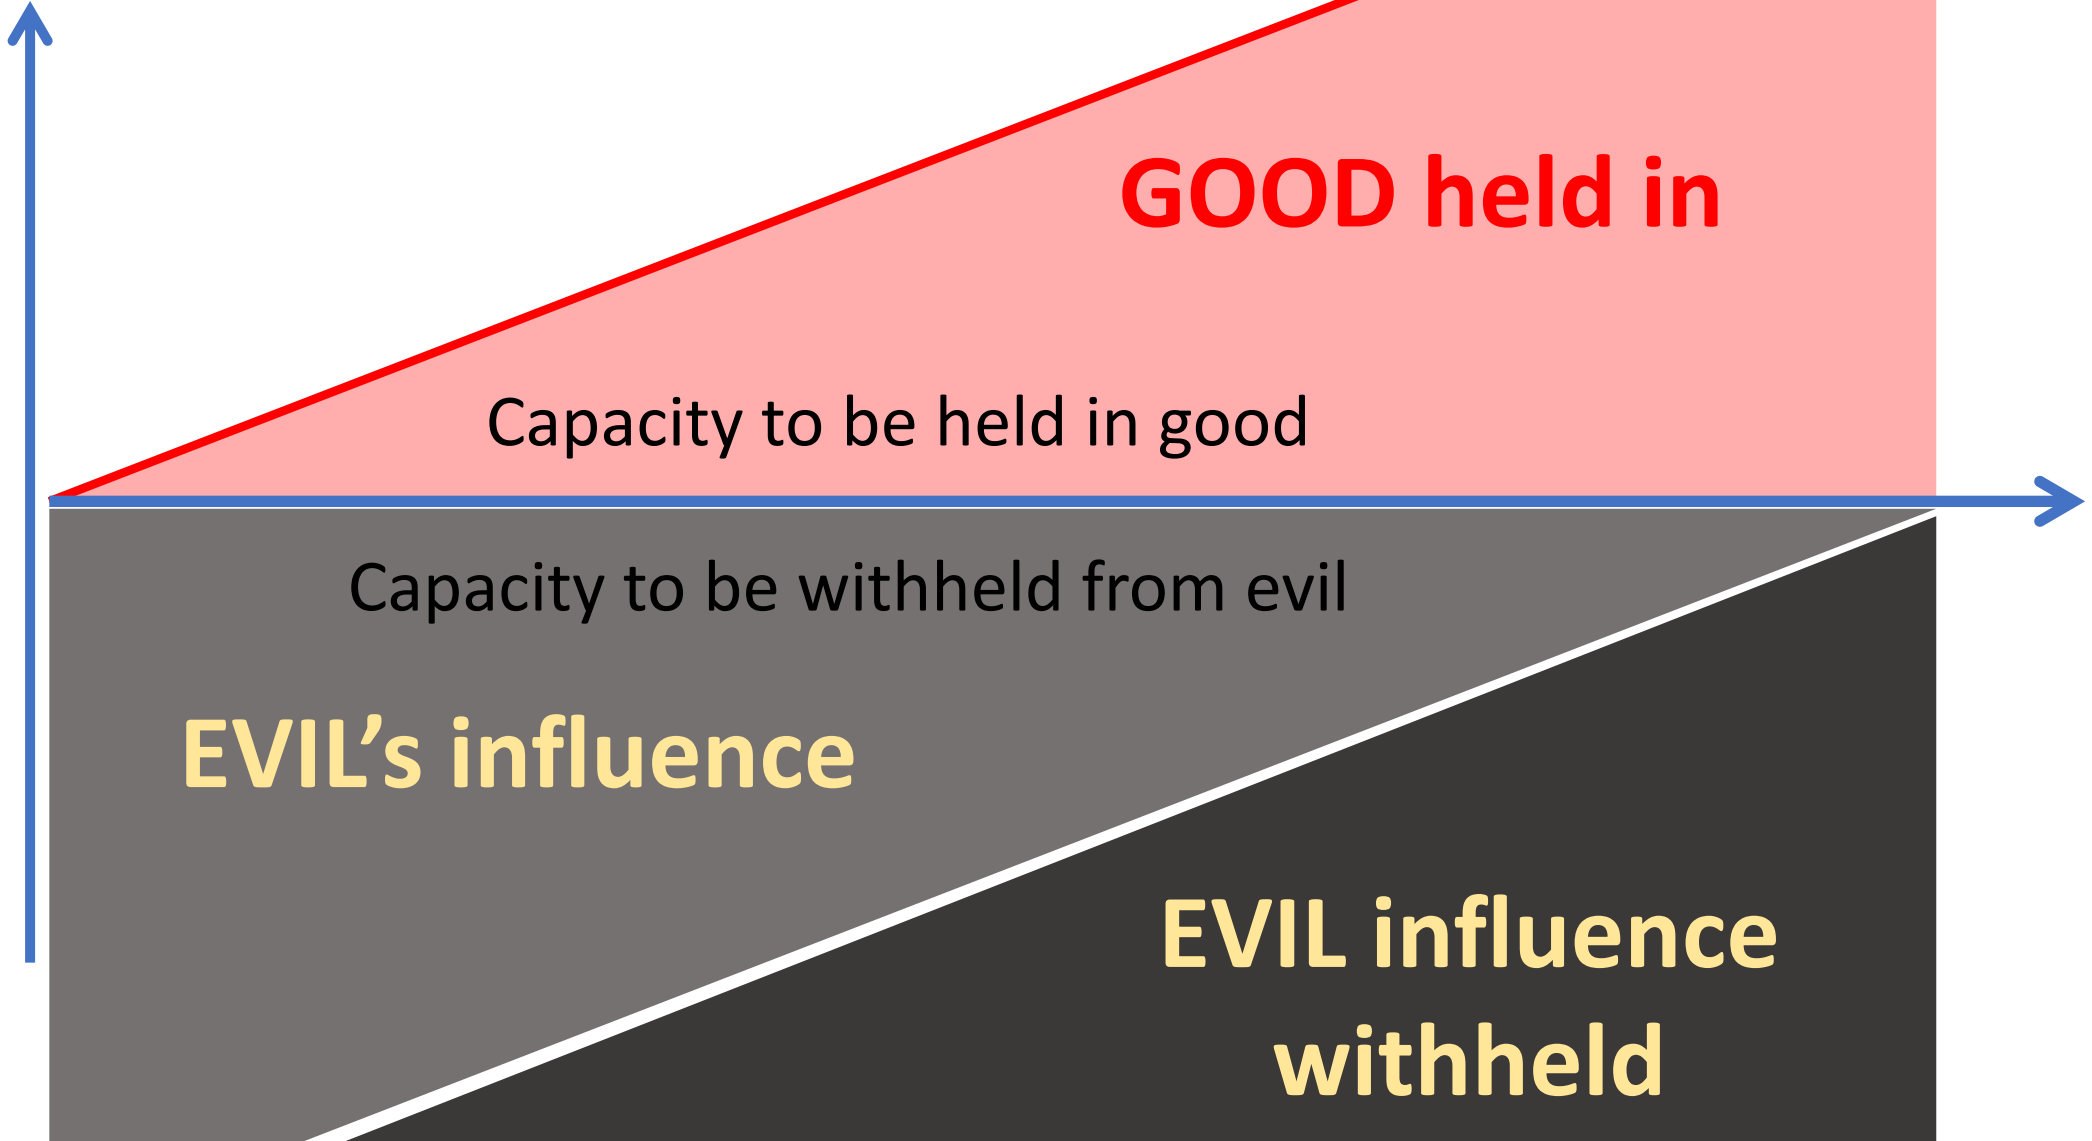 GOOD held in
Capacity to be held in good
Capacity to be withheld from evil
EVIL’s influence
EVIL influence
withheld